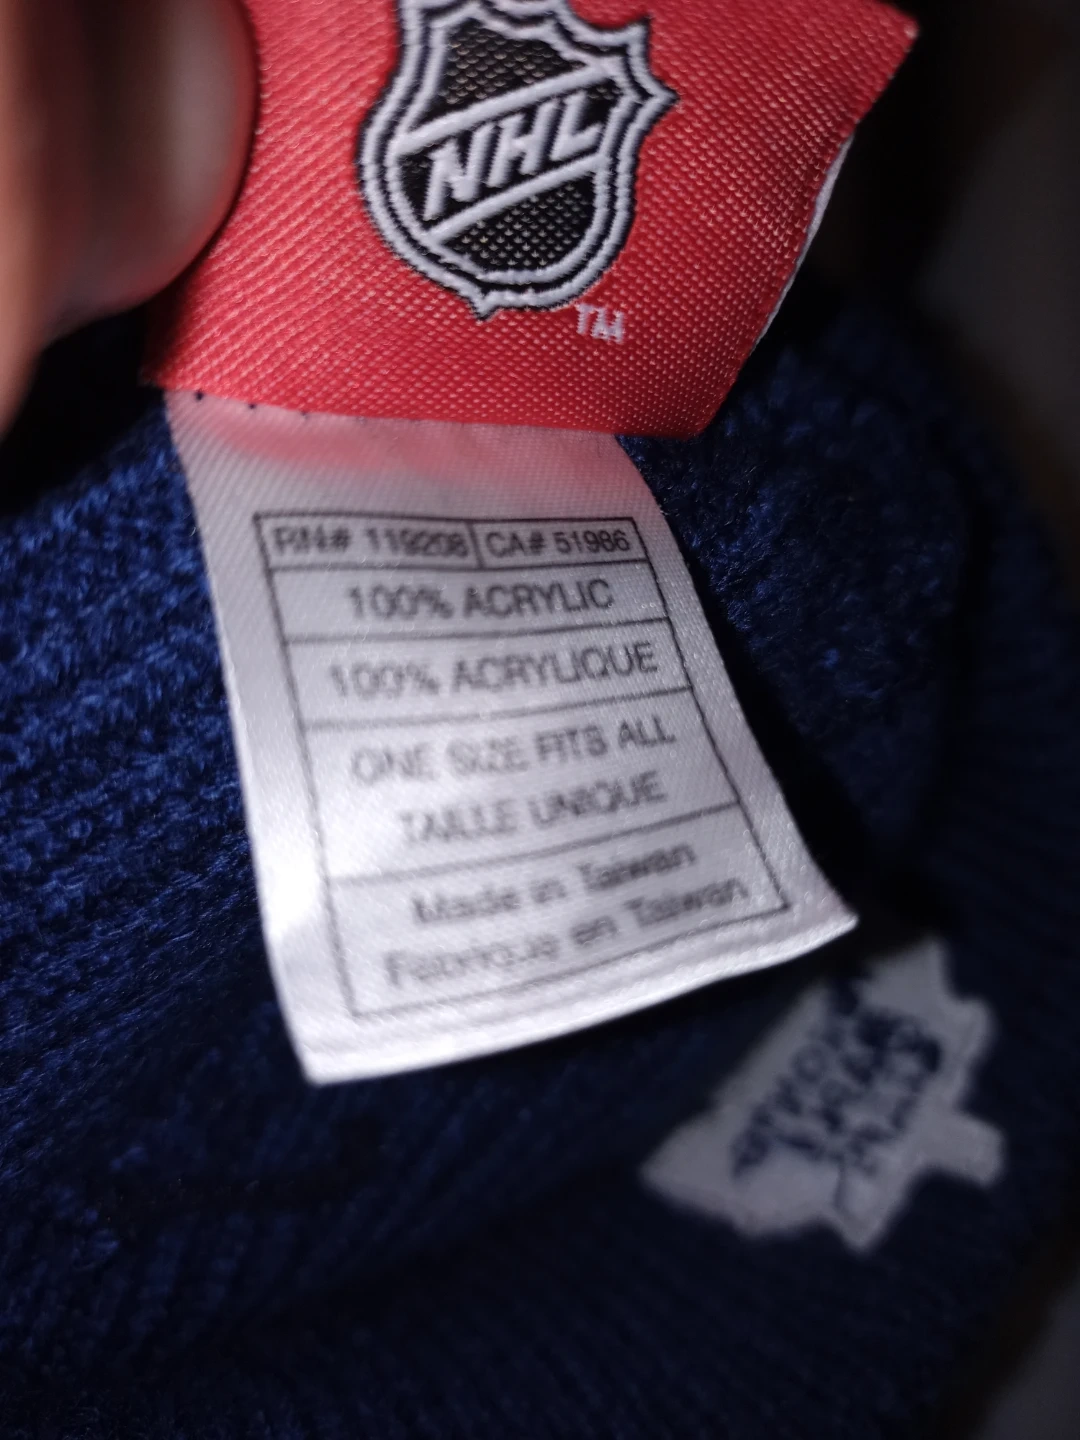 NHL
TM
RN# 119208 CA# 51986
100% ACRYLIC
100% ACRYLIQUE
ONE SIZE FITS ALL
TAILLE UNIQUE
Made in Taiwan
Fabrique en Taiwan